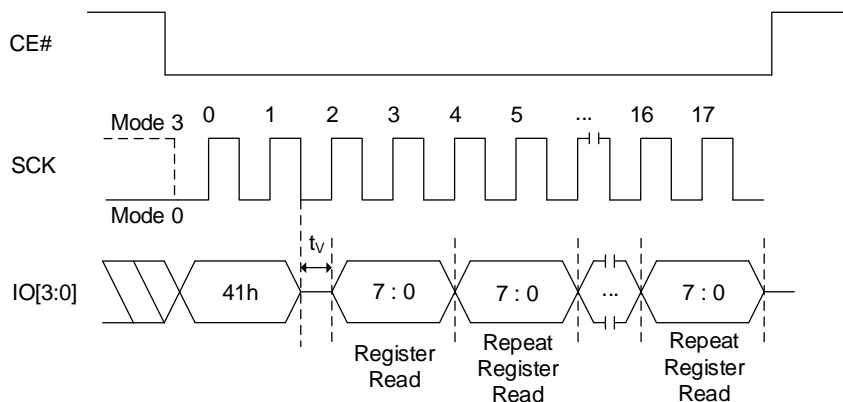 CE#
Mode 3
0 1 2 3 4 5 ... 16 17
SCK
Mode 0
tV
IO[3:0]
41h
7 : 0
7 : 0
...
7 : 0
Register
Read
Repeat
Register
Read
Repeat
Register
Read